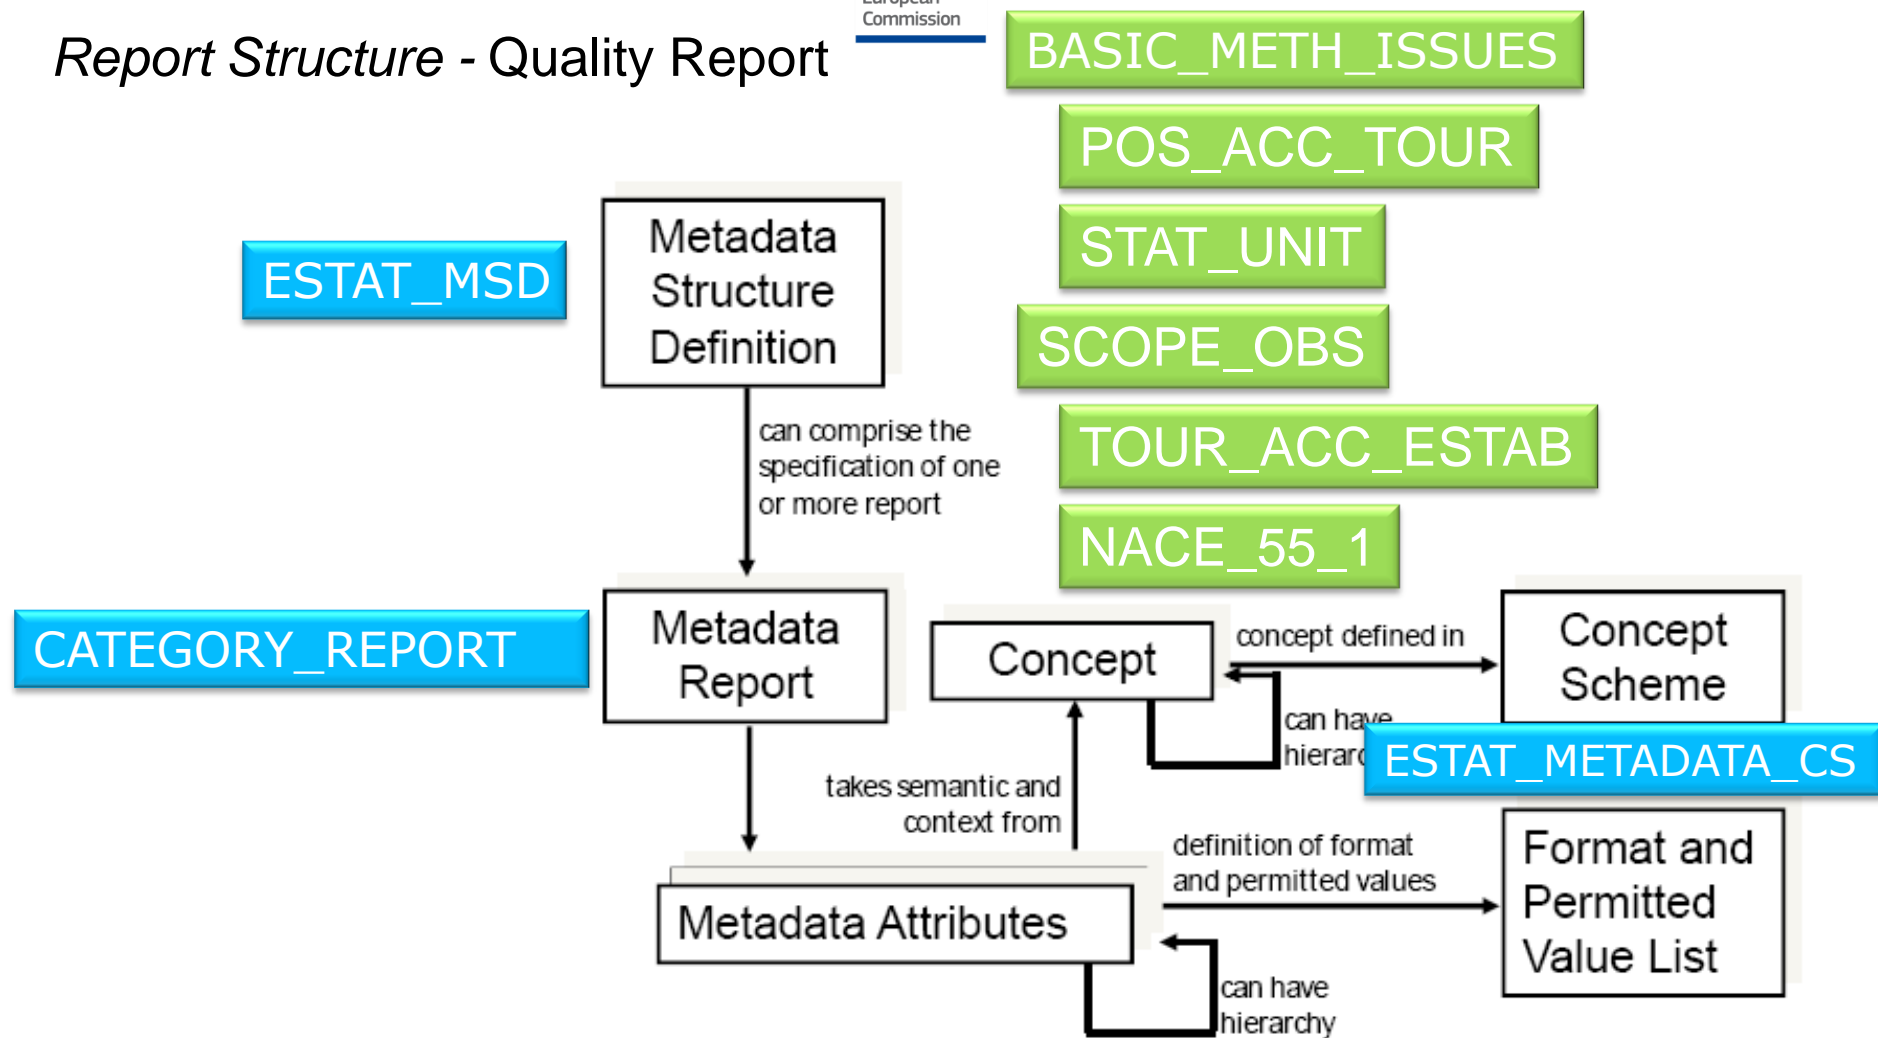 European
Commission
Report Structure - Quality Report
BASIC_METH_ISSUES
POS_ACC_TOUR
STAT_UNIT
SCOPE_OBS
TOUR_ACC_ESTAB
NACE_55_1
ESTAT_MSD
Metadata
Structure
Definition
can comprise the
specification of one
or more report
CATEGORY_REPORT
Metadata
Report
Concept
concept defined in
Concept
Scheme
can have
hierarc
ESTAT_METADATA_CS
takes semantic and
context from
definition of format
and permitted values
Format and
Permitted
Value List
Metadata Attributes
can have
hierarchy